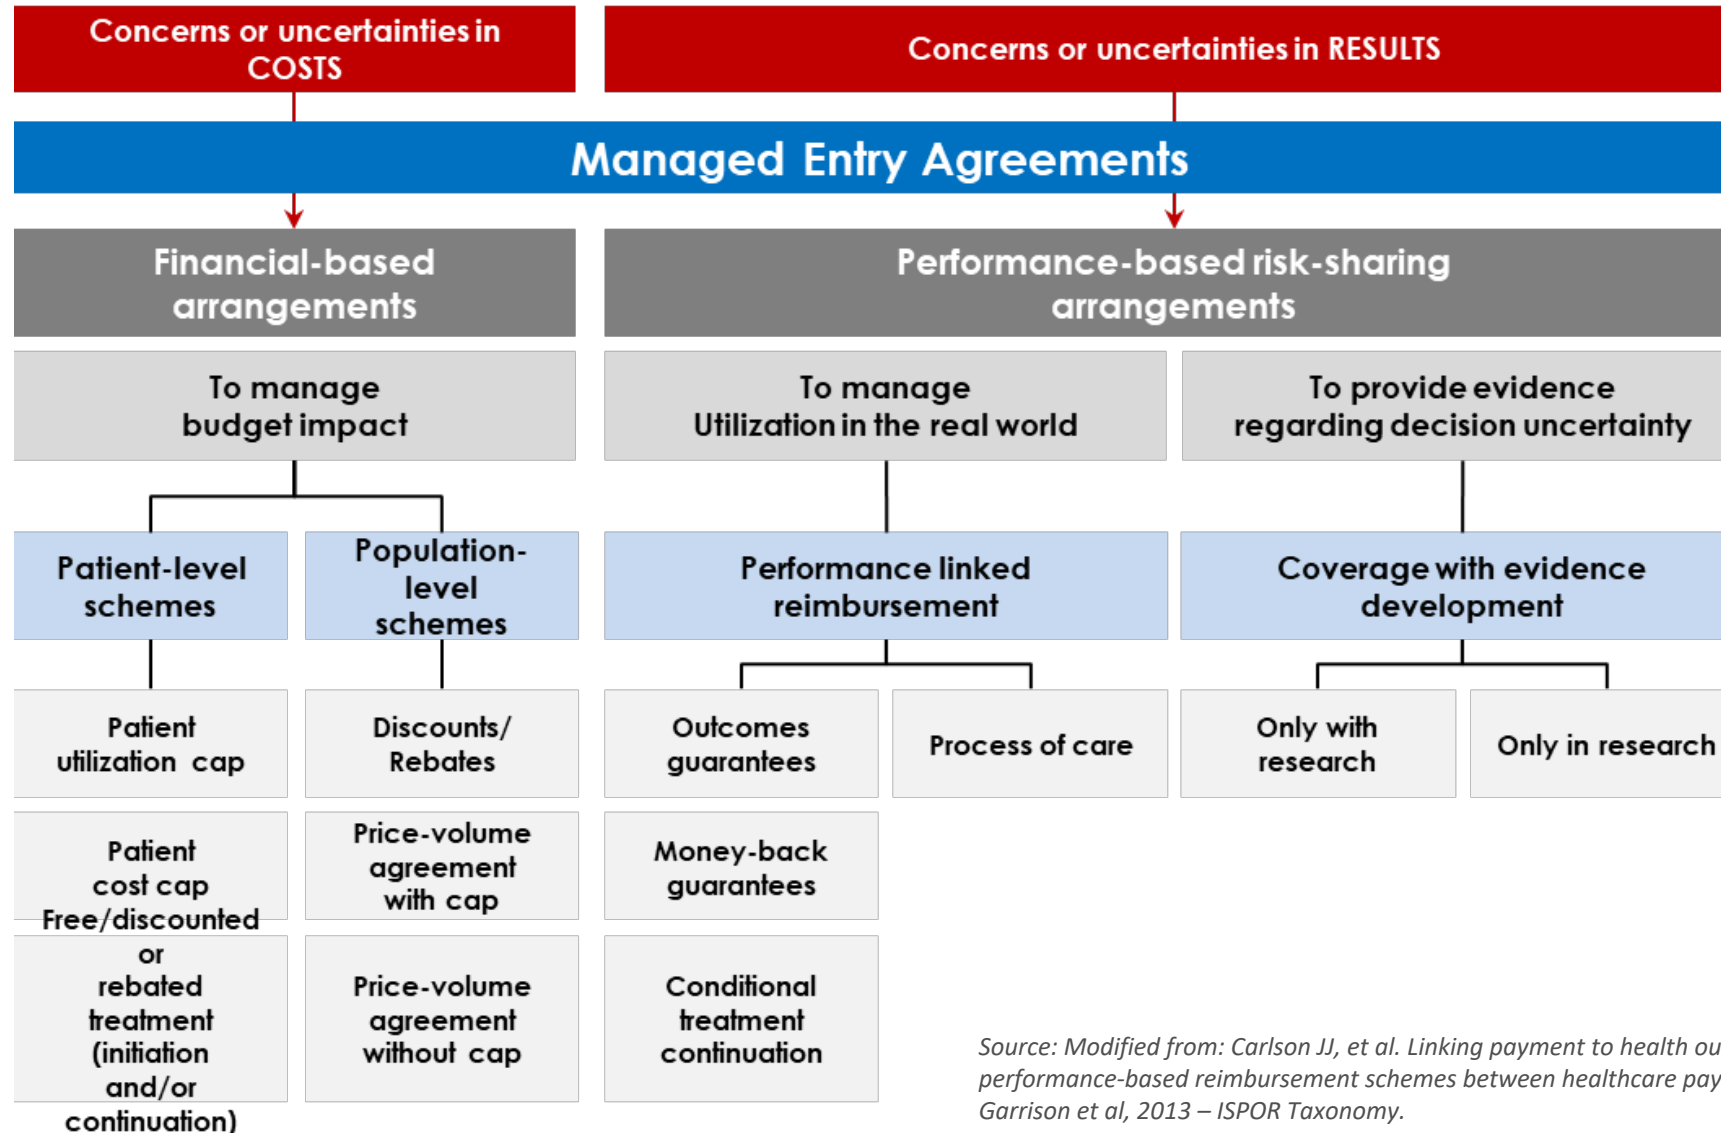 Concerns or uncertainties in
COSTS
Concerns or uncertainties in RESULTS
Managed Entry Agreements
Financial-based
arrangements
Performance-based risk-sharing
arrangements
To manage
budget impact
To manage
Utilization in the real world
To provide evidence
regarding decision uncertainty
Patient-level
schemes
Population-
level
schemes
Performance linked
reimbursement
Coverage with evidence
development
Patient
utilization cap
Discounts/
Rebates
Outcomes
guarantees
Process of care
Only with
research
Only in research
Patient
cost cap
Price-volume
agreement
with cap
Money-back
guarantees
Free/discounted
or
rebated
treatment
(initiation
and/or
continuation)
Price-volume
agreement
without cap
Conditional
treatment
continuation
Source: Modified from: Carlson JJ, et al. Linking payment to health ou
performance-based reimbursement schemes between healthcare pay
Garrison et al, 2013 – ISPOR Taxonomy.